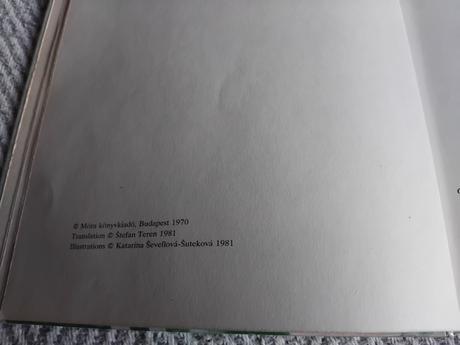 © Móra könyvkiadó, Budapest 1970
Translation © Štefan Teren 1981
Illustrations © Katarína Ševellová-Šuteková 1981